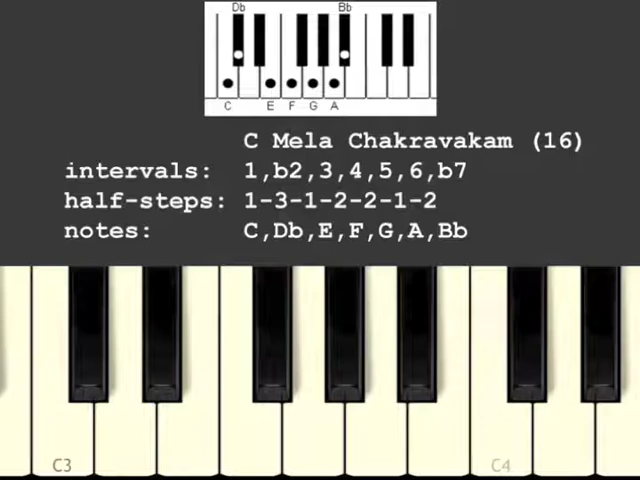 Db Bb
C E F G A
C Mela Chakravakam (16)
intervals: 1,b2,3,4,5,6,b7
half-steps: 1-3-1-2-2-1-2
notes: C,Db,E,F,G,A,Bb
C3 C4